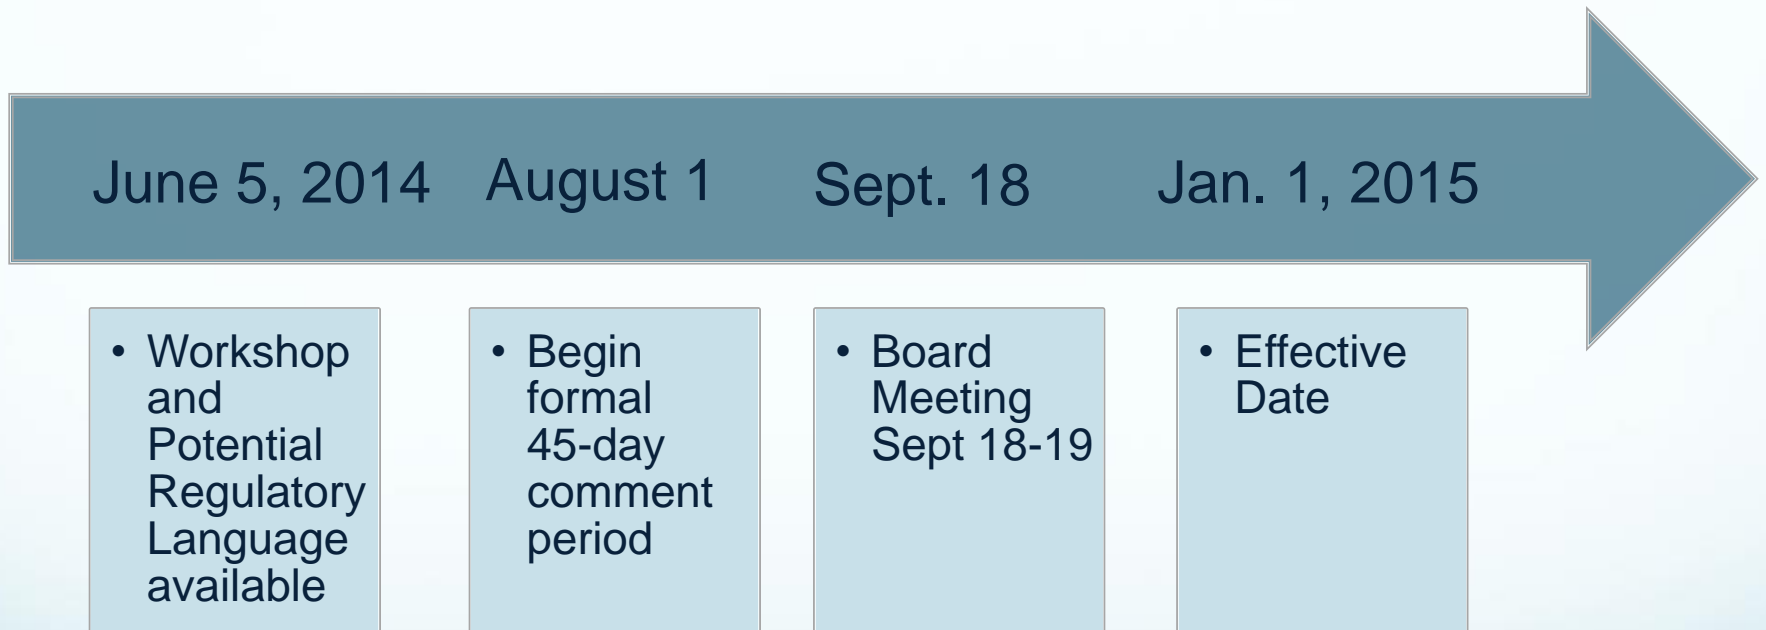 June 5, 2014 August 1 Sept. 18 Jan. 1, 2015
• Workshop
and
Potential
Regulatory
Language
available
• Begin
formal
45-day
comment
period
• Board
Meeting
Sept 18-19
• Effective
Date